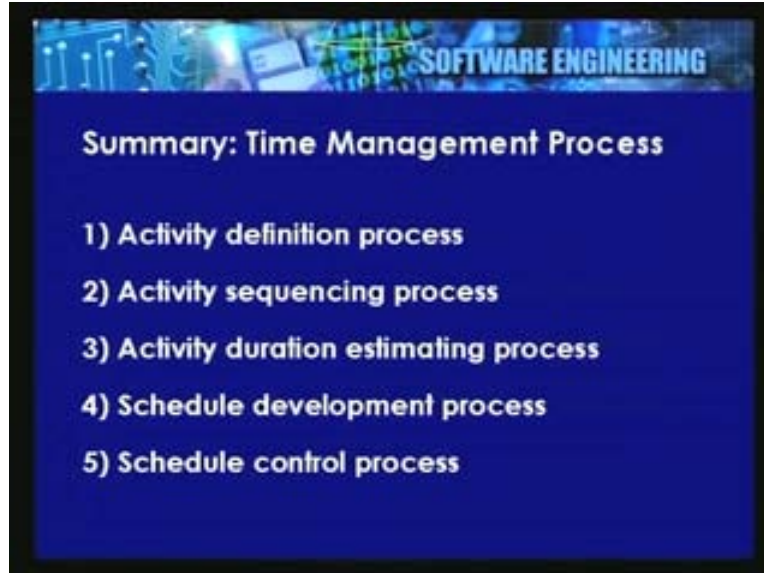 SOFTWARE ENGINEERING
Summary: Time Management Process
1) Activity definition process
2) Activity sequencing process
3) Activity duration estimating process
4) Schedule development process
5) Schedule control process